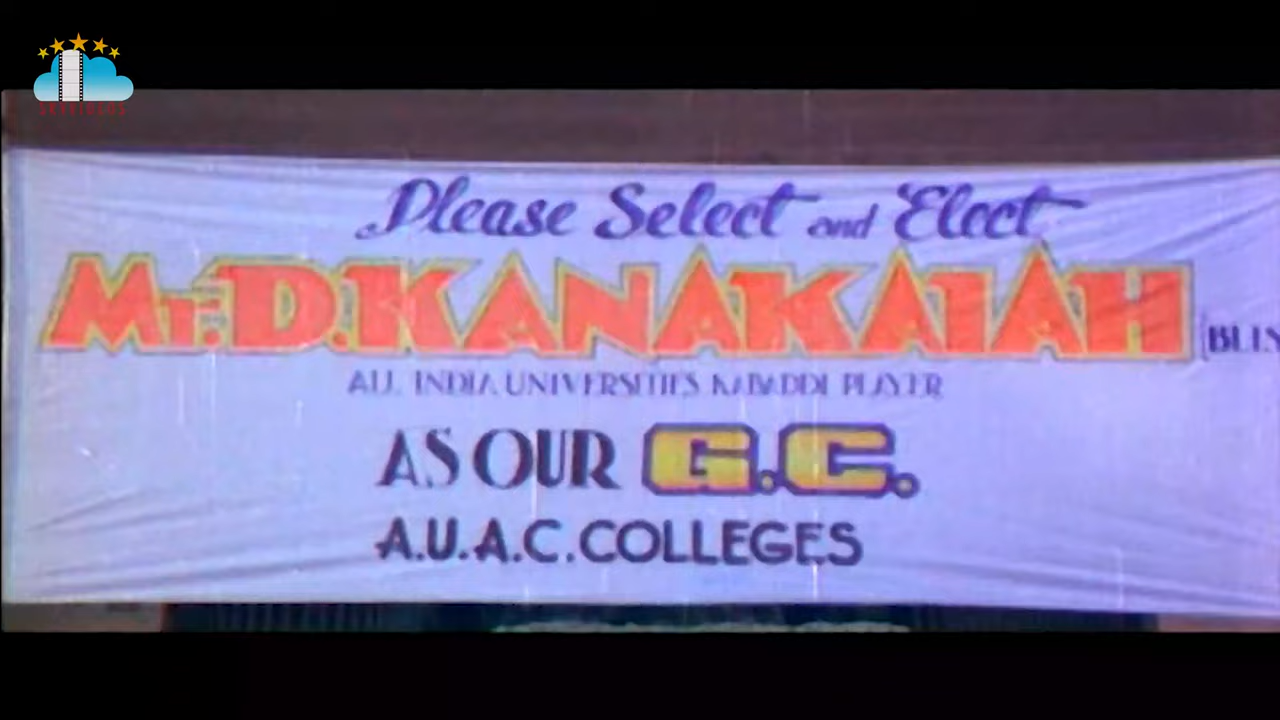 Please Select and Elect
Mr.D.KANAKAIAH
ALL INDIA UNIVERSITIES KABADDI PLAYER
AS OUR G.C.
A.U.A.C.COLLEGES